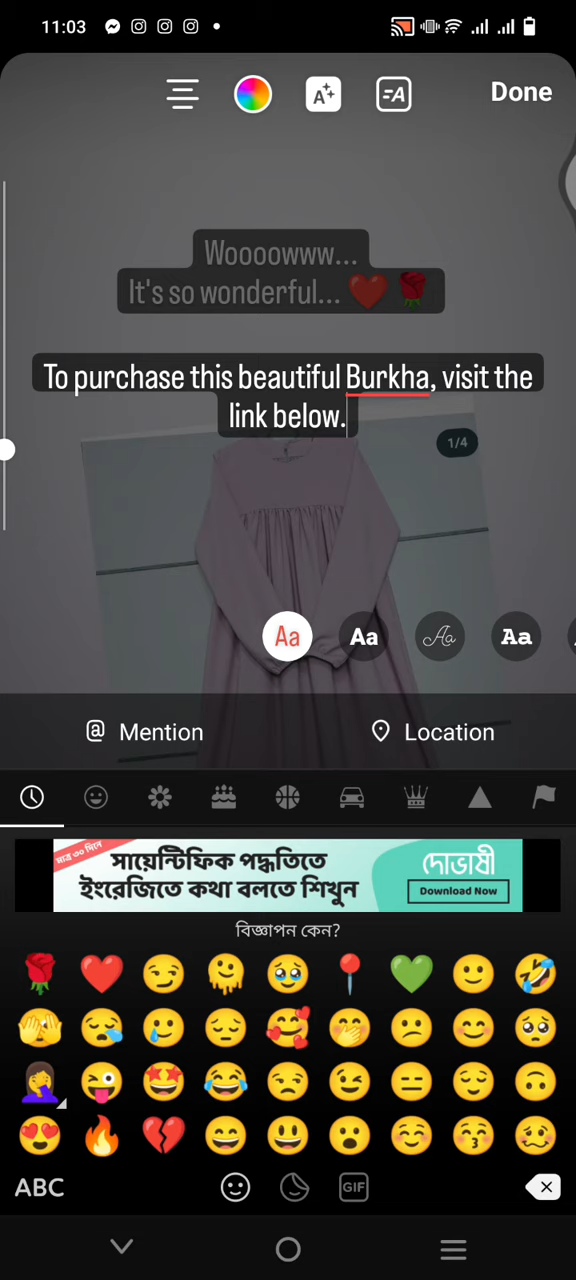 11:03
Done
Woooowww...
It's so wonderful... ❤️🌹
To purchase this beautiful Burkha, visit the
link below.
1/4
Aa
Aa
Aa
Aa
@ Mention
Location
মাত্র ৩০ দিনে
সায়েন্টিফিক পদ্ধতিতে
ইংরেজিতে কথা বলতে শিখুন
দোভাষী
Download Now
বিজ্ঞাপন কেন?
ABC
GIF